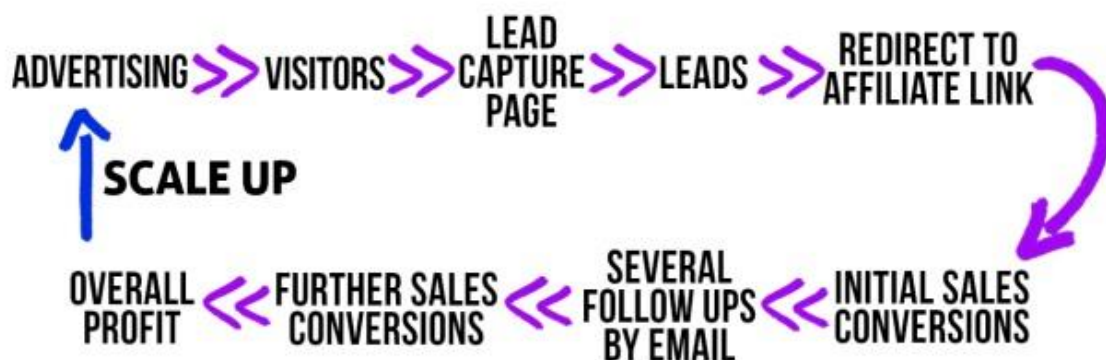 ADVERTISING
VISITORS
LEAD
CAPTURE
PAGE
LEADS
REDIRECT TO
AFFILIATE LINK
INITIAL SALES
CONVERSIONS
SEVERAL
FOLLOW UPS
BY EMAIL
FURTHER SALES
CONVERSIONS
OVERALL
PROFIT
SCALE UP